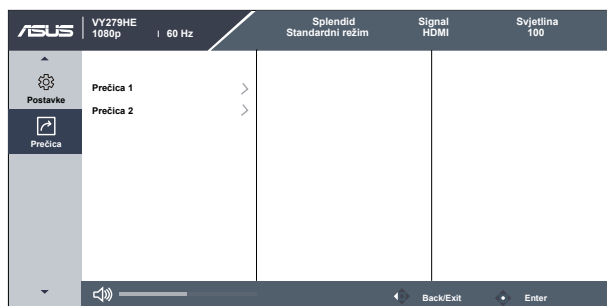 ASUS
VY279HE
1080p | 60 Hz
Splendid
Standardni režim
Signal
HDMI
Svjetlina
100
Postavke
Prečica
Prečica 1
Prečica 2
Back/Exit
Enter